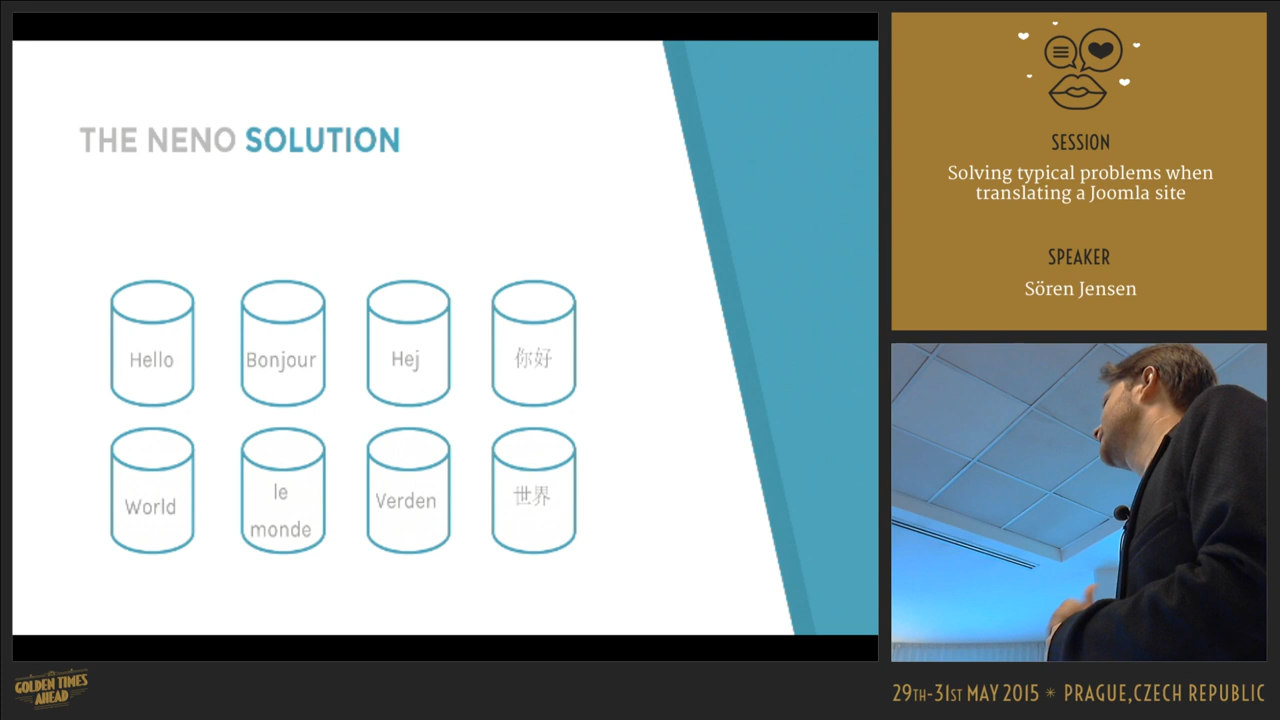 THE NENO SOLUTION
Hello
Bonjour
Hej
你好
World
le
monde
Verden
世界
SESSION
Solving typical problems when
translating a Joomla site
SPEAKER
Sören Jensen
GOLDEN TIMES
AHEAD
29TH-31ST MAY 2015 * PRAGUE, CZECH REPUBLIC